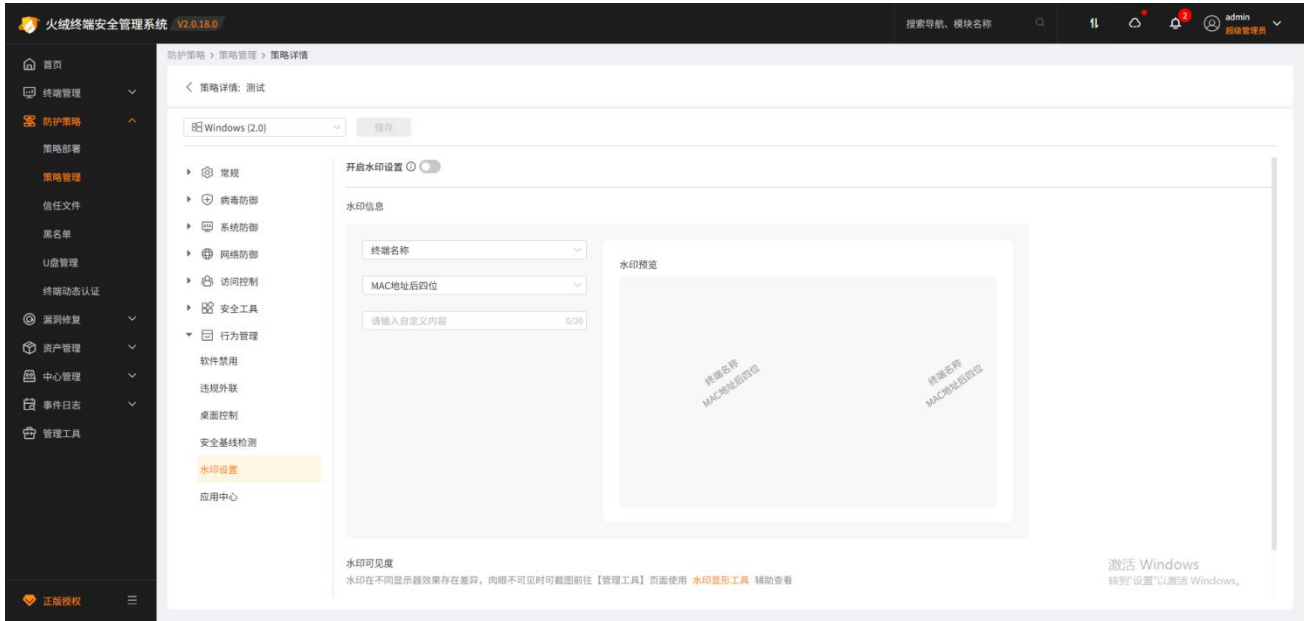 火绒终端安全管理系统 V2.0.18.0
搜索导航、模块名称
2
admin
超级管理员
首页
终端管理
防护策略
策略部署
策略管理
信任文件
黑名单
U盘管理
终端动态认证
漏洞修复
资产管理
中心管理
事件日志
管理工具
正版授权
防护策略 > 策略管理 > 策略详情
策略详情: 测试
Windows (2.0)
保存
常规
病毒防御
系统防御
网络防御
访问控制
安全工具
行为管理
软件禁用
违规外联
桌面控制
安全基线检测
水印设置
应用中心
开启水印设置
水印信息
终端名称
MAC地址后四位
请输入自定义内容 0/20
水印预览
终端名称
MAC地址后四位
终端名称
MAC地址后四位
水印可见度
水印在不同显示器效果存在差异，肉眼不可见时可截图前往【管理工具】页面使用 水印显形工具 辅助查看
激活 Windows
转到"设置"以激活 Windows。